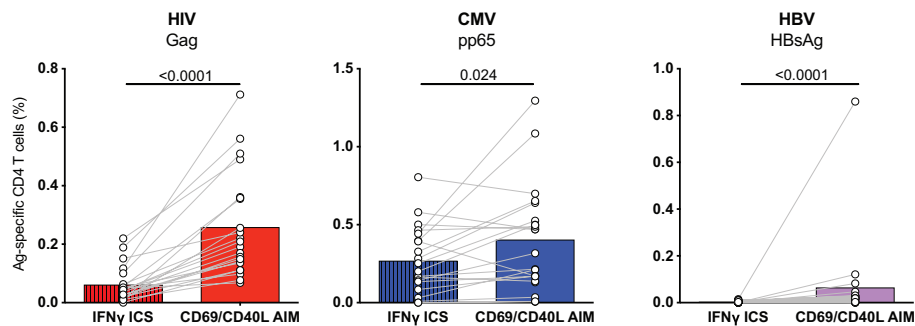 HIV
Gag
CMV
pp65
HBV
HBsAg
Ag-specific CD4 T cells (%)
0.8
0.6
0.4
0.2
0.0
<0.0001
IFNγ ICS CD69/CD40L AIM
1.5
1.0
0.5
0.0
0.024
IFNγ ICS CD69/CD40L AIM
1.0
0.8
0.6
0.4
0.2
0.0
<0.0001
IFNγ ICS CD69/CD40L AIM